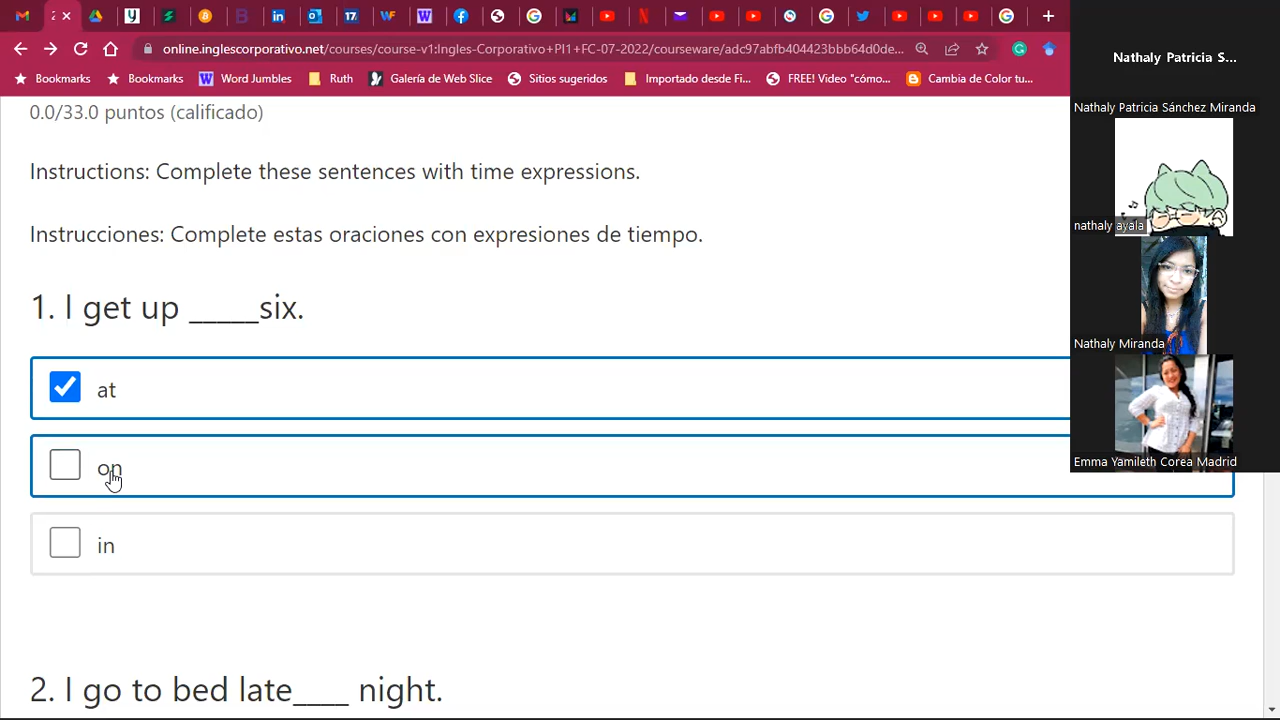 online.inglescorporativo.net/courses/course-v1:Ingles-Corporativo+PI1+FC-07-2022/courseware/adc97abfb404423bbb64d0de...
Bookmarks
Bookmarks
Word Jumbles
Ruth
Galería de Web Slice
Sitios sugeridos
Importado desde Fi...
FREE! Video "cómo...
Cambia de Color tu...
Nathaly Patricia S...
Nathaly Patricia Sánchez Miranda
nathaly ayala
Nathaly Miranda
Emma Yamileth Corea Madrid
0.0/33.0 puntos (calificado)
Instructions: Complete these sentences with time expressions.
Instrucciones: Complete estas oraciones con expresiones de tiempo.
1. I get up _____six.
at
on
in
2. I go to bed late____ night.